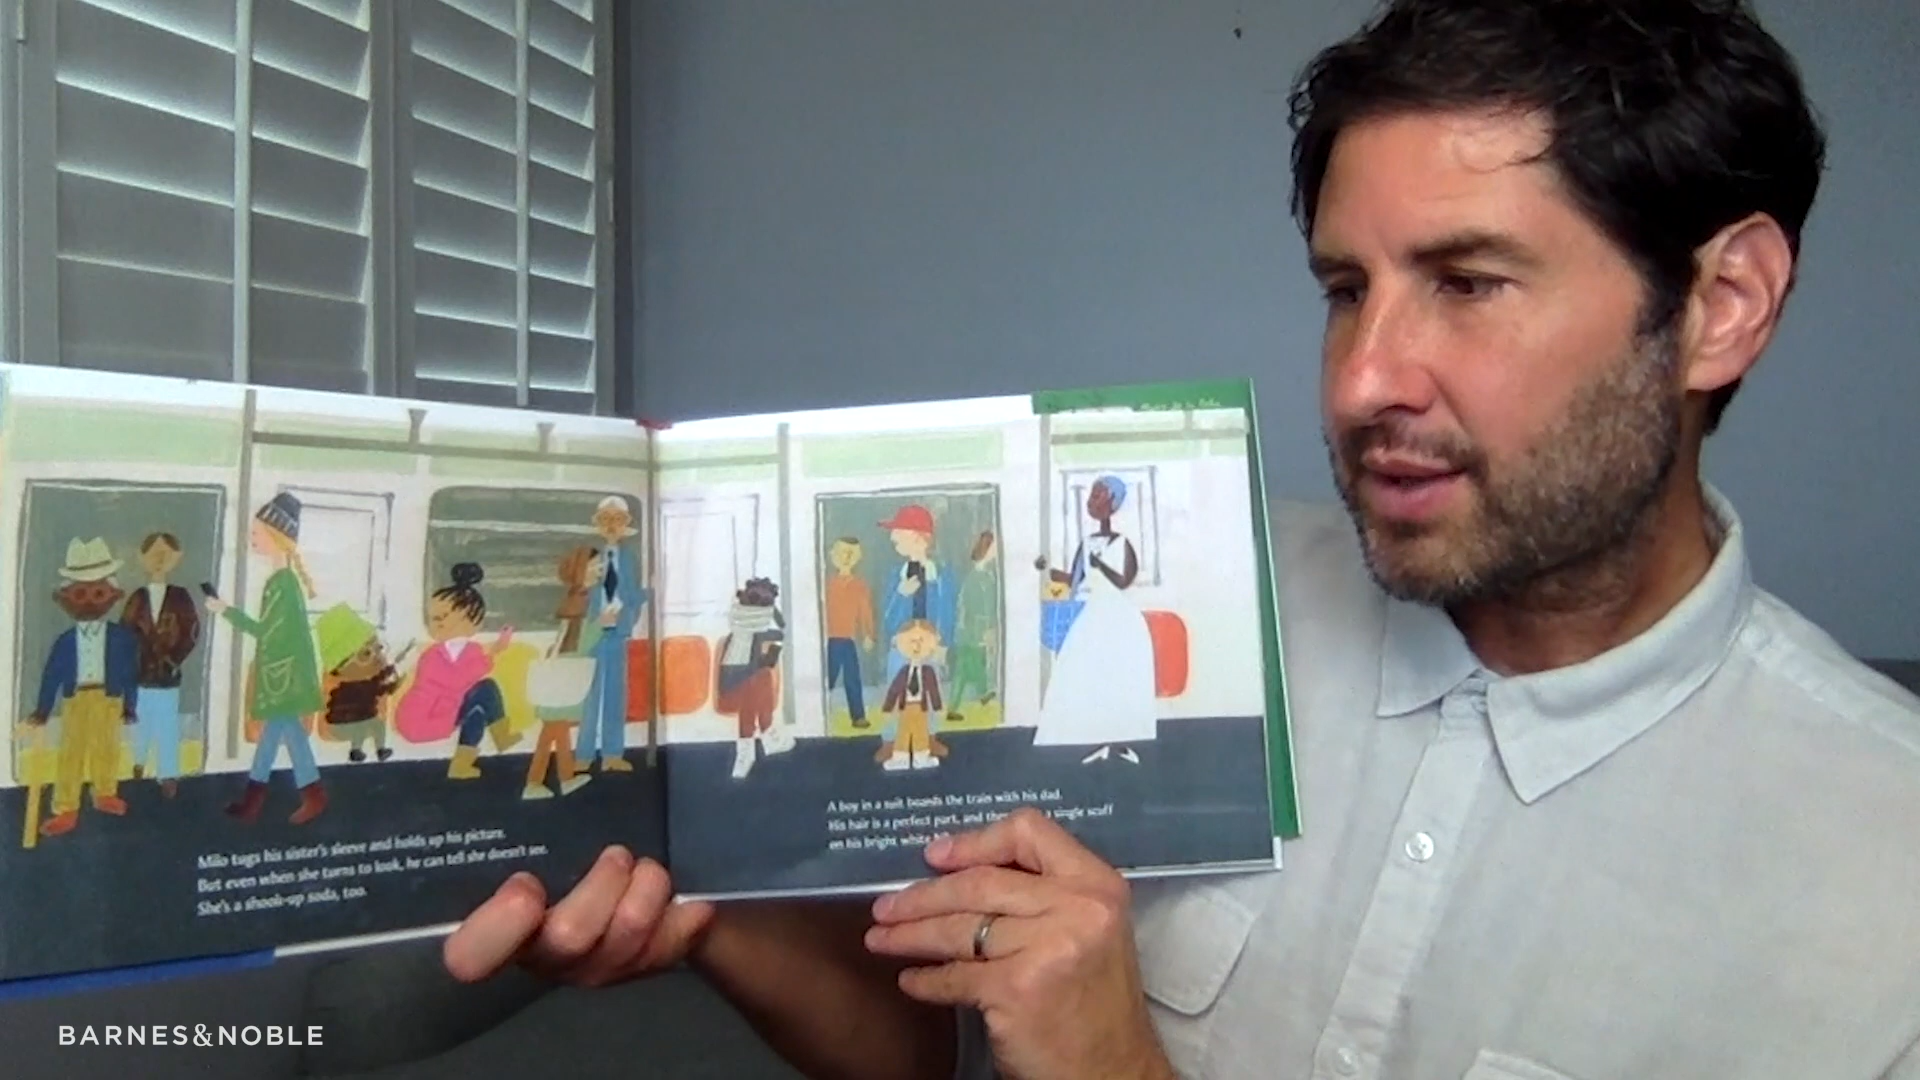 Milo tugs his sister's sleeve and holds up his picture.
But even when she turns to look, he can tell she doesn't see.
She's a shook-up soda, too.
A boy in a suit boards the train with his dad.
His hair is a perfect part, and a single scuff
on his bright white
BARNES&NOBLE